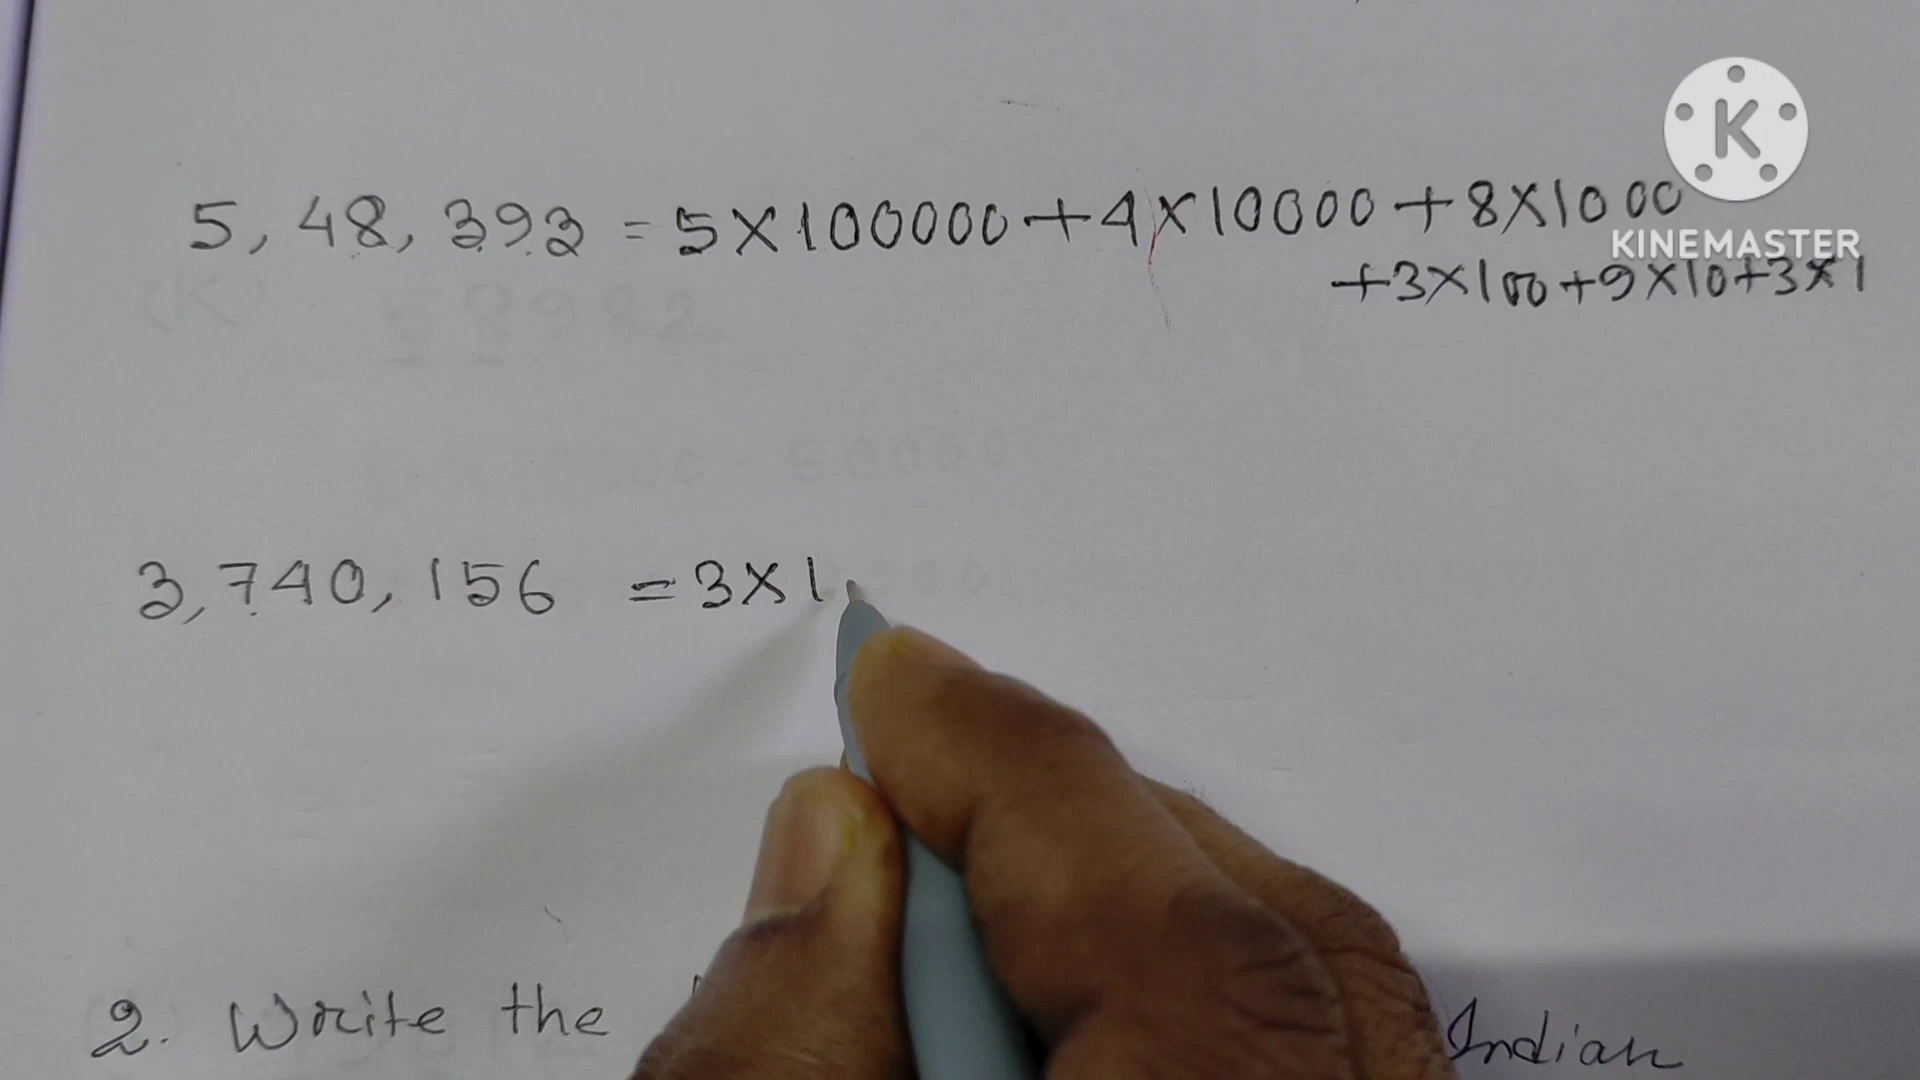 5,48,393 = 5×100000+4×10000+8×1000
+3×100+9×10+3×1
K
KINEMASTER
3,740,156 = 3×1
2. Write the
Indian